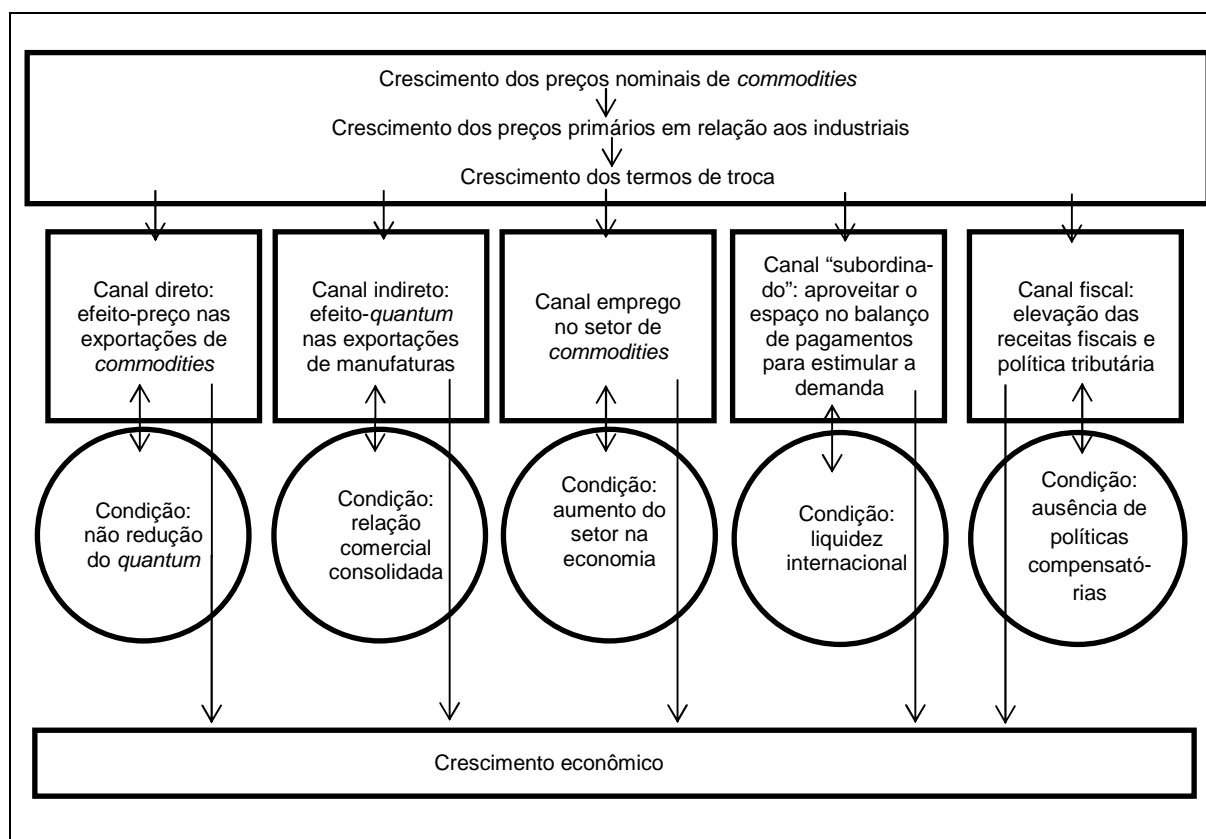 Crescimento dos preços nominais de commodities
Crescimento dos preços primários em relação aos industriais
Crescimento dos termos de troca
Canal direto:
efeito-preço nas
exportações de
commodities
Canal indireto:
efeito-quantum
nas exportações
de manufaturas
Canal emprego
no setor de
commodities
Canal “subordina-
do”: aproveitar o
espaço no balanço
de pagamentos
para estimular a
demanda
Canal fiscal:
elevação das
receitas fiscais e
política tributária
Condição:
não redução
do quantum
Condição:
relação
comercial
consolidada
Condição:
aumento do
setor na
economia
Condição:
liquidez
internacional
Condição:
ausência de
políticas
compensató-
rias
Crescimento econômico